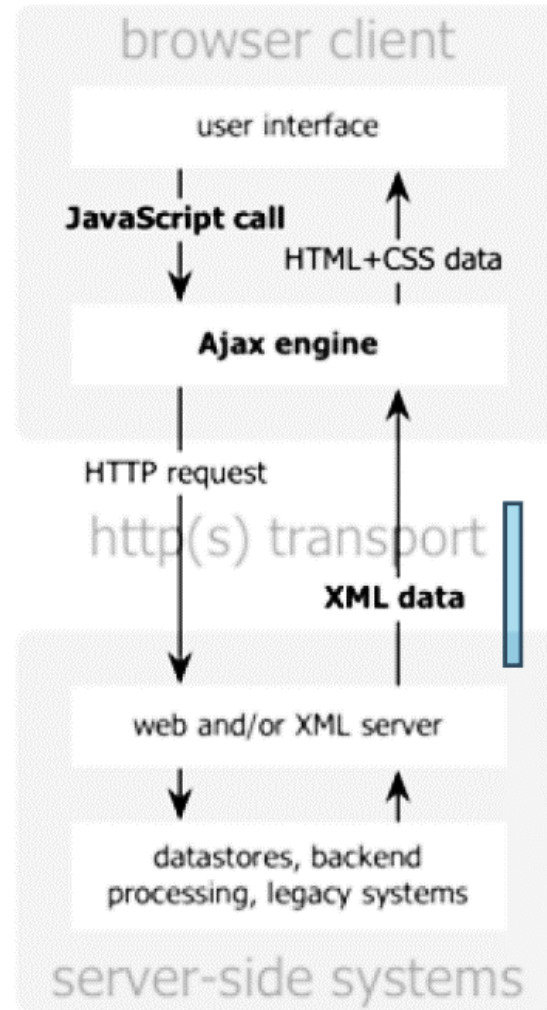 browser client
user interface
JavaScript call
HTML+CSS data
Ajax engine
HTTP request
http(s) transport
XML data
web and/or XML server
datastores, backend
processing, legacy systems
server-side systems